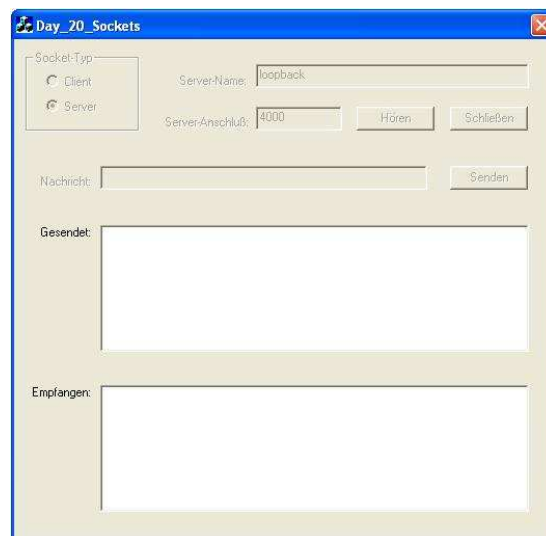 Day_20_Sockets
Socket-Typ
Client
Server
Server-Name: loopback
Server-Anschluß: 4000 Hören Schließen
Nachricht: Senden
Gesendet:
Empfangen: